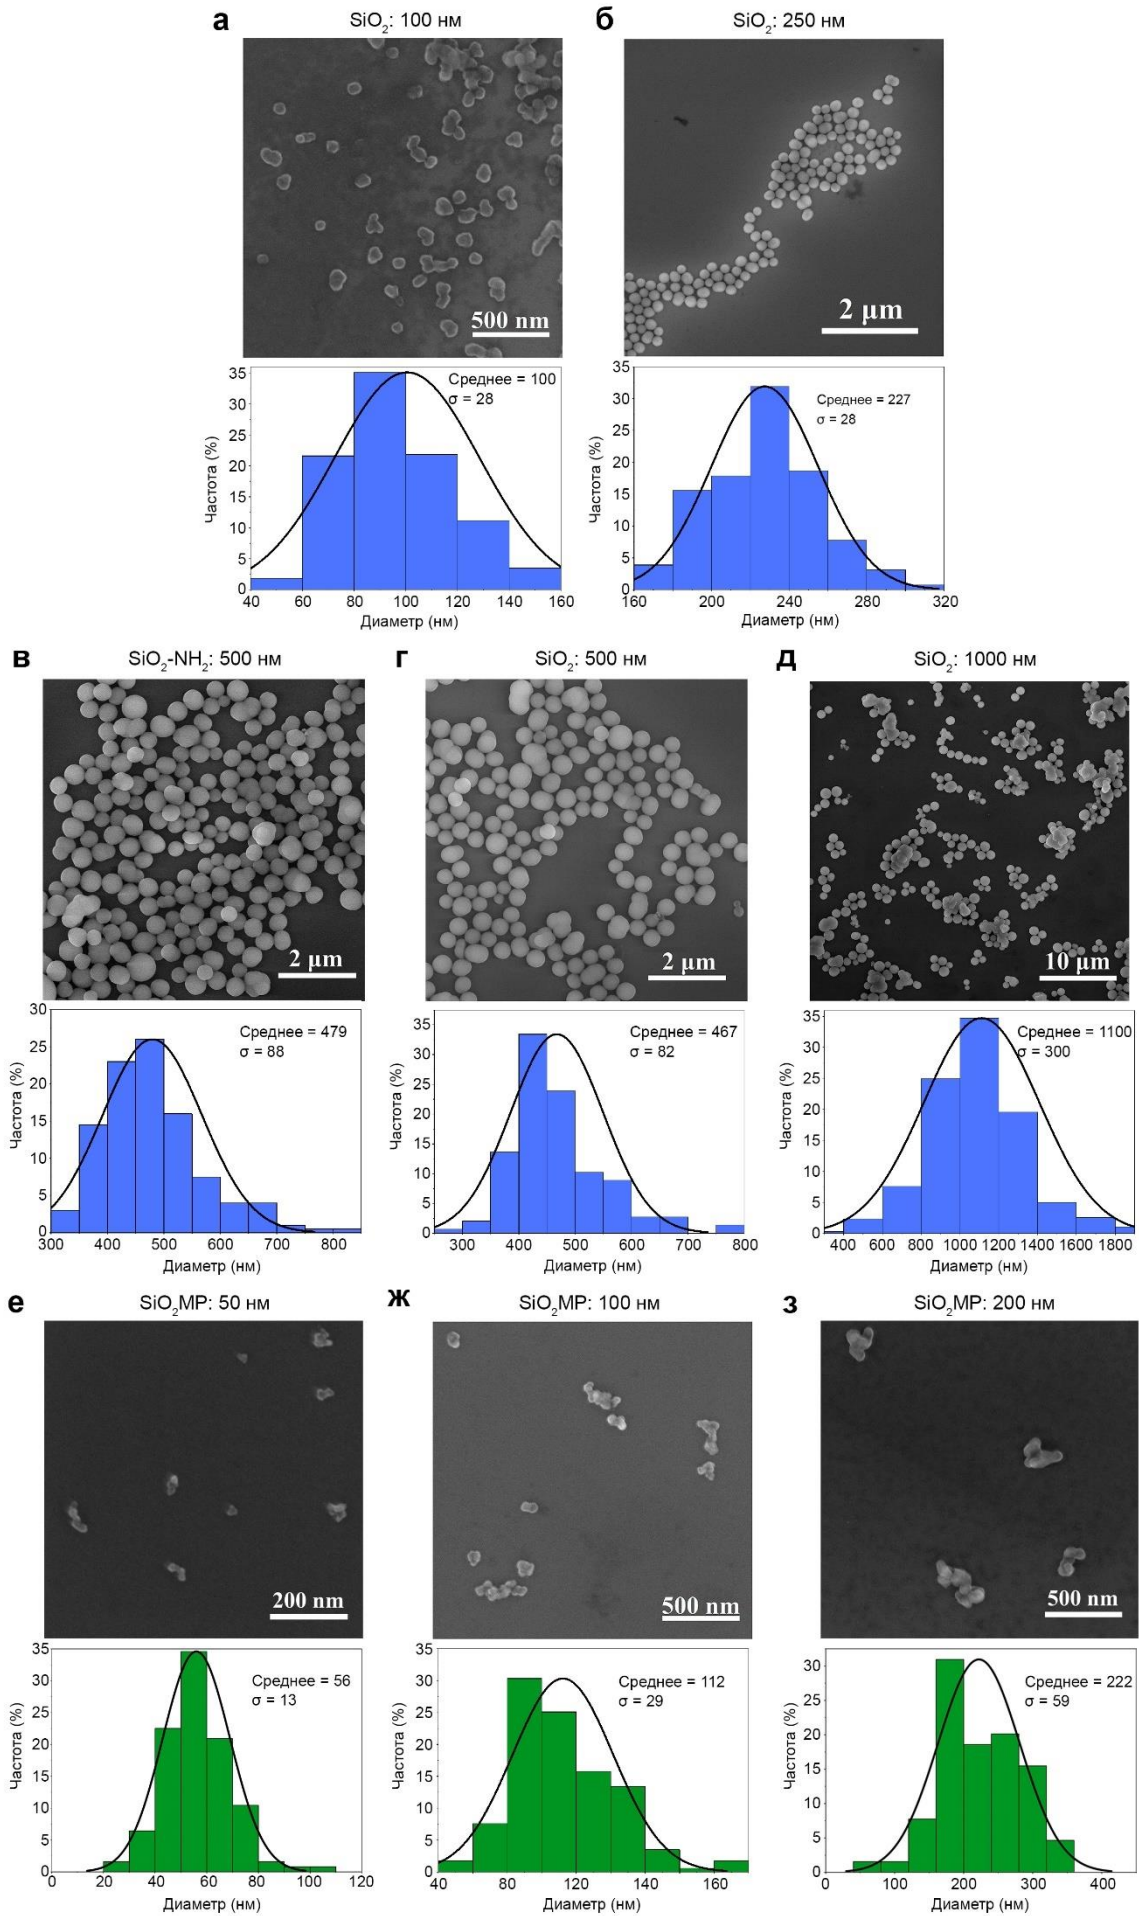 а SiO2: 100 нм
500 nm
Среднее = 100
σ = 28
Частота (%)
35
30
25
20
15
10
5
0
40 60 80 100 120 140 160
Диаметр (нм)
б SiO2: 250 нм
2 µm
Среднее = 227
σ = 28
Частота (%)
35
30
25
20
15
10
5
0
160 200 240 280 320
Диаметр (нм)
в SiO2-NH2: 500 нм
2 µm
Среднее = 479
σ = 88
Частота (%)
30
25
20
15
10
5
0
300 400 500 600 700 800
Диаметр (нм)
г SiO2: 500 нм
2 µm
Среднее = 467
σ = 82
Частота (%)
35
30
25
20
15
10
5
0
300 400 500 600 700 800
Диаметр (нм)
д SiO2: 1000 нм
10 µm
Среднее = 1100
σ = 300
Частота (%)
35
30
25
20
15
10
5
0
400 600 800 1000 1200 1400 1600 1800
Диаметр (нм)
е SiO2MP: 50 нм
200 nm
Среднее = 56
σ = 13
Частота (%)
35
30
25
20
15
10
5
0
0 20 40 60 80 100 120
Диаметр (нм)
ж SiO2MP: 100 нм
500 nm
Среднее = 112
σ = 29
Частота (%)
35
30
25
20
15
10
5
0
40 80 120 140 160
Диаметр (нм)
з SiO2MP: 200 нм
500 nm
Среднее = 222
σ = 59
Частота (%)
30
25
20
15
10
5
0
0 100 200 300 400
Диаметр (нм)